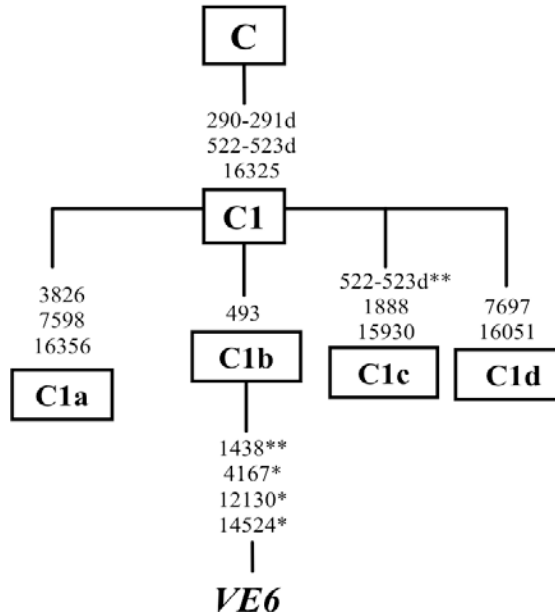 C
290-291d
522-523d
16325
C1
3826
7598
16356
C1a
493
C1b
522-523d**
1888
15930
C1c
7697
16051
C1d
1438**
4167*
12130*
14524*
VE6